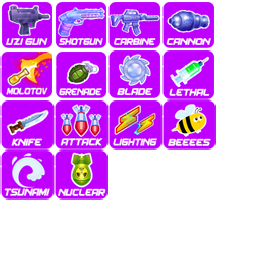 UZI GUN
SHOTGUN
CARBINE
CANNON
MOLOTOV
GRENADE
BLADE
LETHAL
KNIFE
ATTACK
LIGHTING
BEEEES
TSUNAMI
NUCLEAR